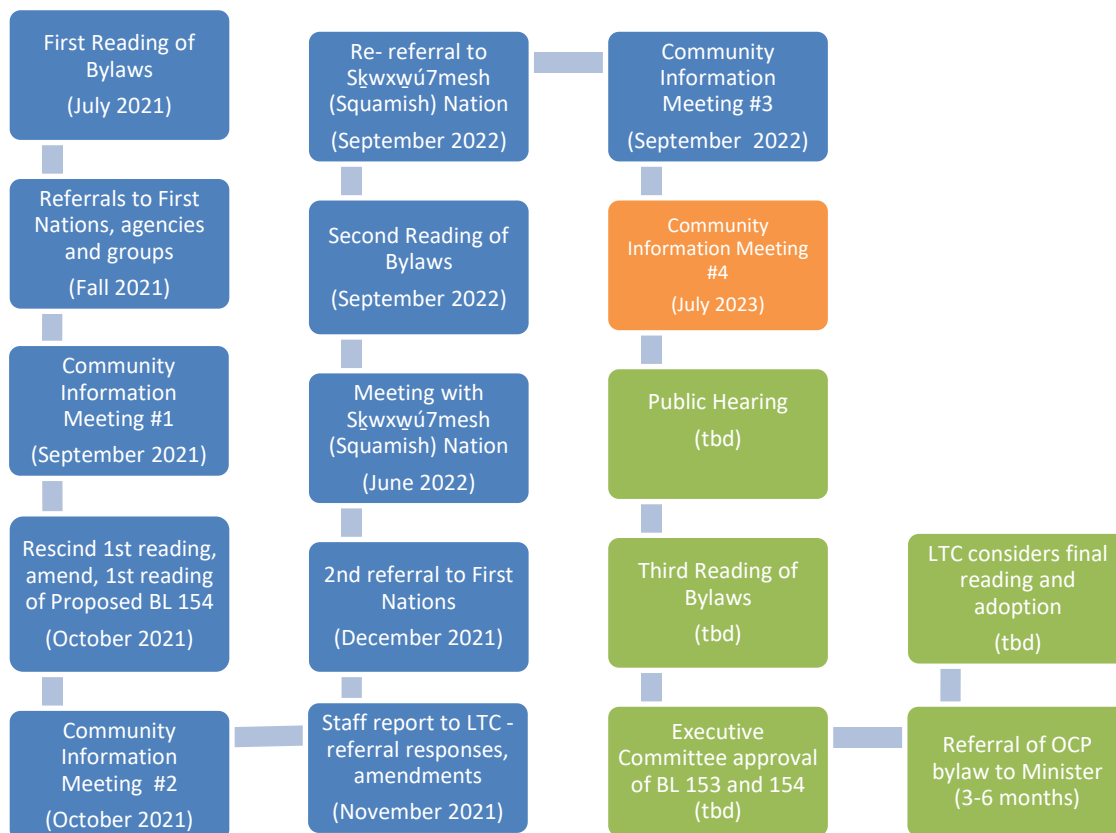 First Reading of
Bylaws
(July 2021)
Referrals to First
Nations, agencies
and groups
(Fall 2021)
Community
Information
Meeting #1
(September 2021)
Rescind 1st reading,
amend, 1st reading
of Proposed BL 154
(October 2021)
Community
Information
Meeting #2
(October 2021)
Staff report to LTC -
referral responses,
amendments
(November 2021)
2nd referral to First
Nations
(December 2021)
Meeting with
Sḵwxw̱ú7mesh
(Squamish) Nation
(June 2022)
Second Reading of
Bylaws
(September 2022)
Re- referral to
Sḵwxw̱ú7mesh
(Squamish) Nation
(September 2022)
Community
Information
Meeting #3
(September 2022)
Community
Information Meeting
#4
(July 2023)
Public Hearing
(tbd)
Third Reading of
Bylaws
(tbd)
Executive
Committee approval
of BL 153 and 154
(tbd)
Referral of OCP
bylaw to Minister
(3-6 months)
LTC considers final
reading and
adoption
(tbd)